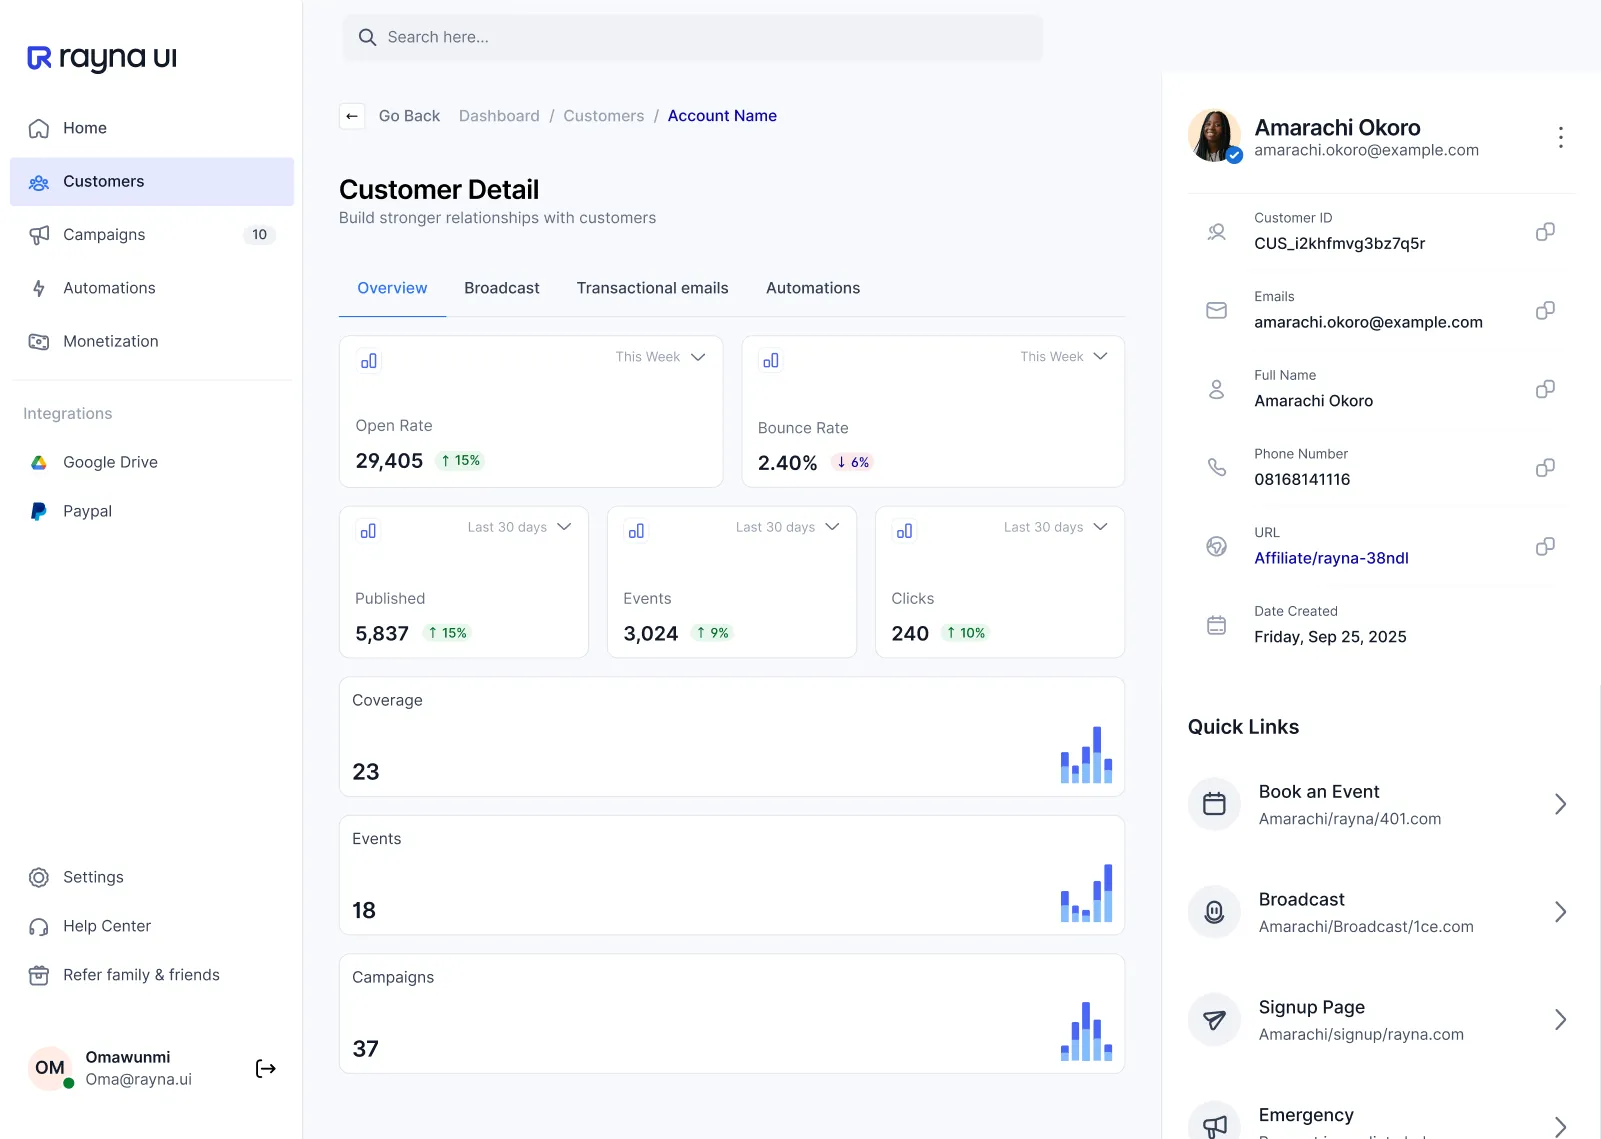 rayna UI
Home
Customers
Campaigns 10
Automations
Monetization
Integrations
Google Drive
Paypal
Settings
Help Center
Refer family & friends
OM
Omawunmi
Oma@rayna.ui
Search here...
Go Back Dashboard / Customers / Account Name
Customer Detail
Build stronger relationships with customers
Overview Broadcast Transactional emails Automations
This Week
Open Rate
29,405 ↑ 15%
This Week
Bounce Rate
2.40% ↓ 6%
Last 30 days
Published
5,837 ↑ 15%
Last 30 days
Events
3,024 ↑ 9%
Last 30 days
Clicks
240 ↑ 10%
Coverage
23
Events
18
Campaigns
37
Amarachi Okoro
amarachi.okoro@example.com
Customer ID
CUS_i2khfmvg3bz7q5r
Emails
amarachi.okoro@example.com
Full Name
Amarachi Okoro
Phone Number
08168141116
URL
Affiliate/rayna-38ndl
Date Created
Friday, Sep 25, 2025
Quick Links
Book an Event
Amarachi/rayna/401.com
Broadcast
Amarachi/Broadcast/1ce.com
Signup Page
Amarachi/signup/rayna.com
Emergency